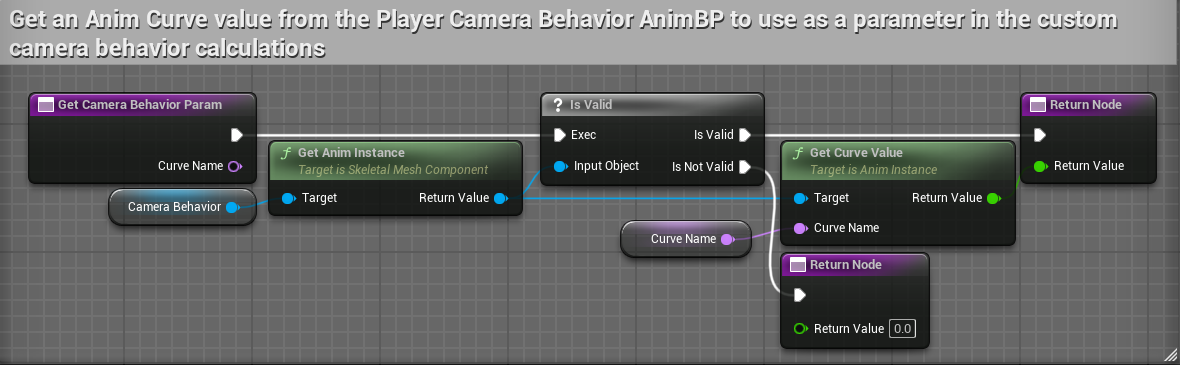 Get an Anim Curve value from the Player Camera Behavior AnimBP to use as a parameter in the custom
camera behavior calculations
Get Camera Behavior Param
Curve Name
Camera Behavior
Get Anim Instance
Target is Skeletal Mesh Component
Target
Return Value
? Is Valid
Exec
Is Valid
Input Object
Is Not Valid
Curve Name
Get Curve Value
Target is Anim Instance
Target
Return Value
Curve Name
Return Node
Return Value
Return Node
Return Value 0.0